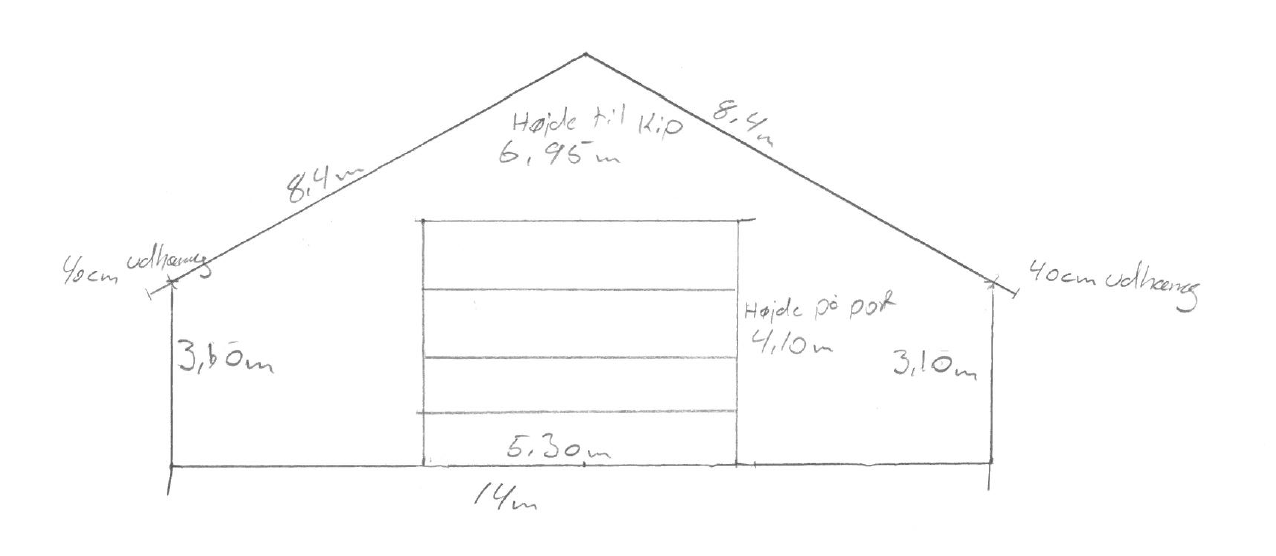 Højde til Kip
6,95m
8,4m
8,4m
40cm udhæng
40cm udhæng
Højde på port
4,10m
3,10m
3,10m
5,30m
14m